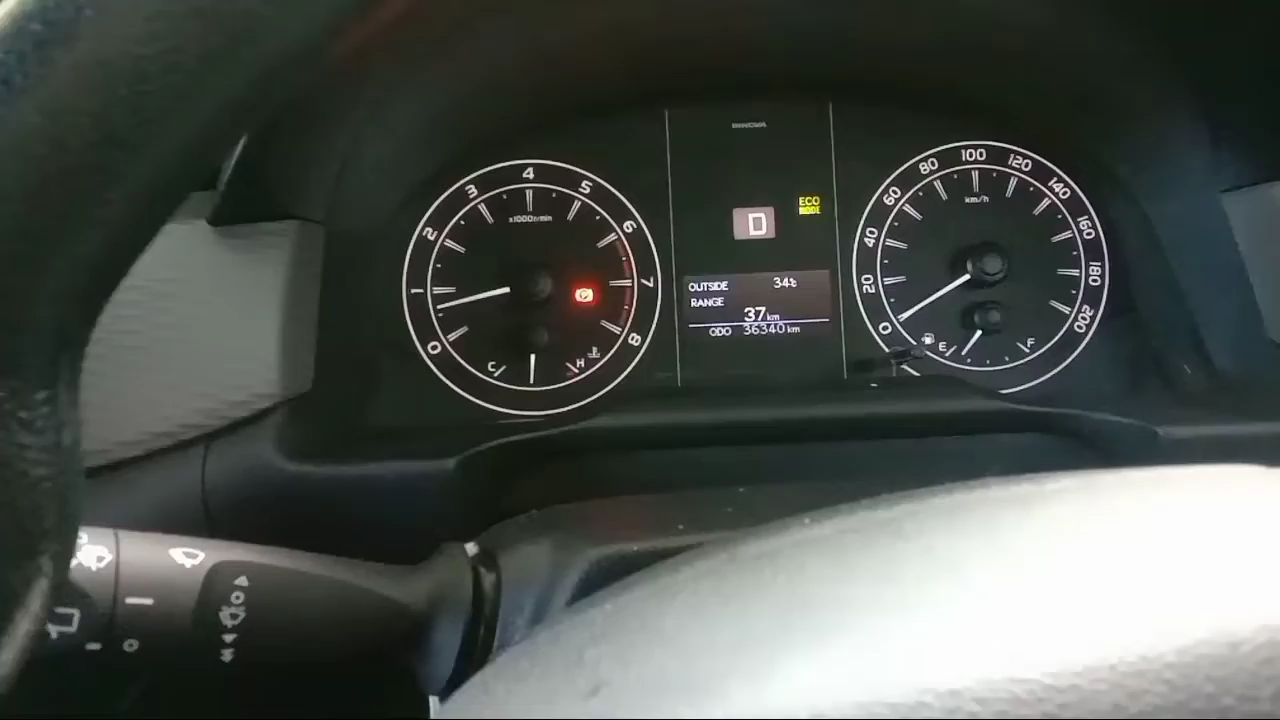 0
1
2
3
4
5
6
7
8
x1000r/min
C
H
INNOVA
D
ECO
MODE
OUTSIDE 34℃
RANGE
37 km
ODO 36340 km
0
20
40
60
80
100
120
140
160
180
200
km/h
E
F